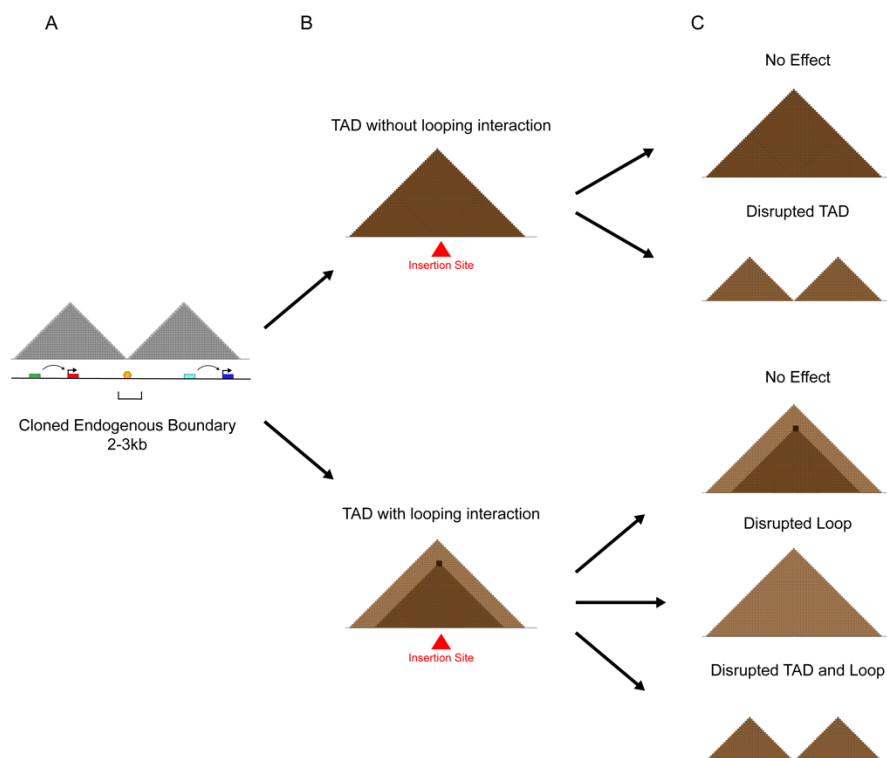 A
B
C
Cloned Endogenous Boundary
2-3kb
TAD without looping interaction
Insertion Site
TAD with looping interaction
Insertion Site
No Effect
Disrupted TAD
No Effect
Disrupted Loop
Disrupted TAD and Loop